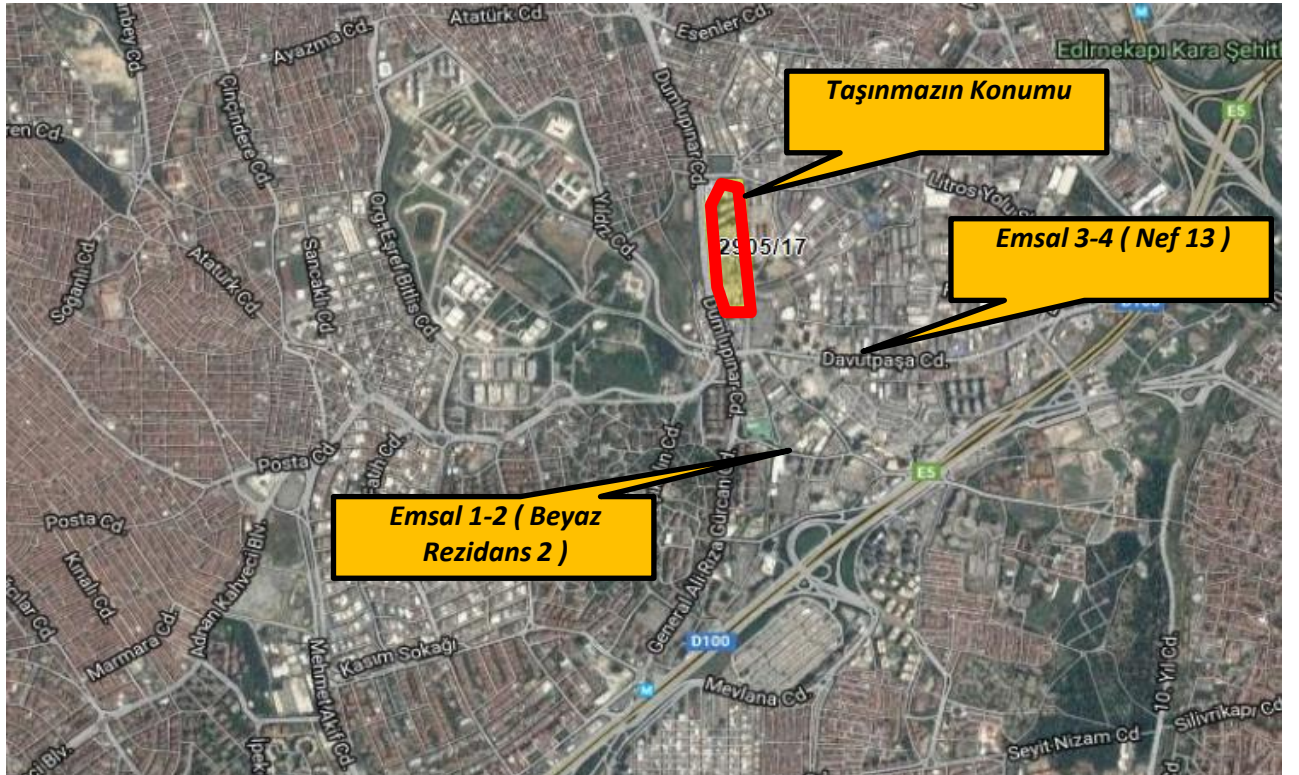 Atatürk Cd.
Esenler Cd.
Ayazma Cd.
Edirnekapı Kara Şehitl
Taşınmazın Konumu
E5
Çinçindere Cd.
Dumlupınar Cd.
Litros Yolu S
Org. Eşref Bitlis Cd.
Yıldız Cd.
2905/17
Emsal 3-4 ( Nef 13 )
Soğanlı Cd.
Atatürk Cd.
Sancaklı Cd.
Dumlupınar Cd.
Davutpaşa Cd.
Posta Cd.
Fatih Cd.
E5
Emsal 1-2 ( Beyaz
Rezidans 2 )
Posta Cd.
Kınalı Cd.
Adnan Kahveci Blv.
General Ali Rıza Gürcan Cd.
D100
Marmara Cd.
Kasım Sokağı
Mehmet Akif Cd.
M
Mevlana Cd.
10. Yıl Cd
Silivrikapı Cd
Seyit Nizam Cd